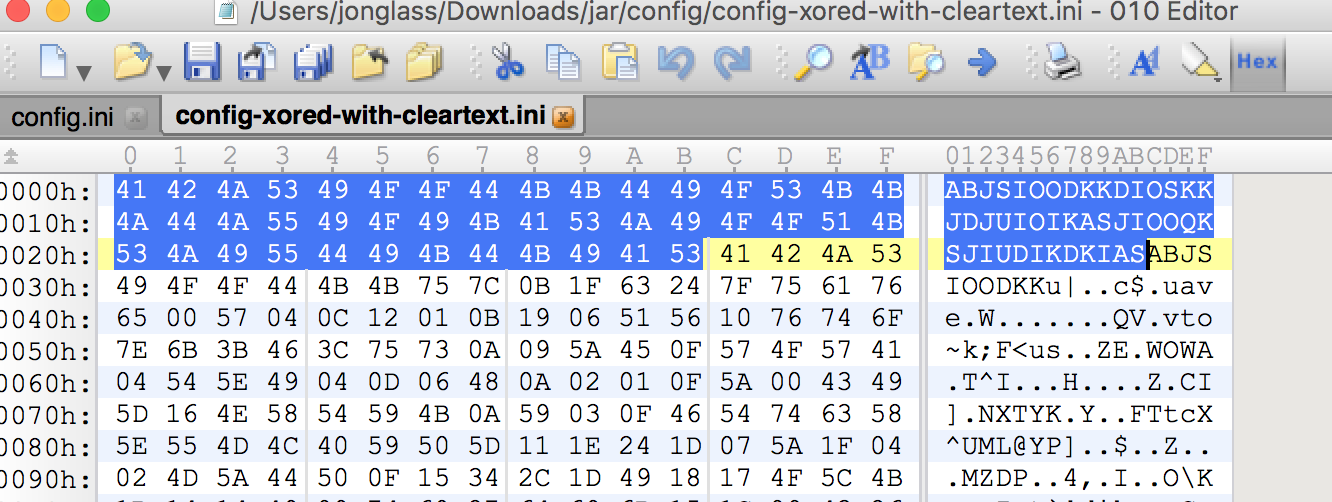 /Users/jonglass/Downloads/jar/config/config-xored-with-cleartext.ini - 010 Editor
Hex
config.ini x config-xored-with-cleartext.ini x
0 1 2 3 4 5 6 7 8 9 A B C D E F 0123456789ABCDEF
0000h: 41 42 4A 53 49 4F 4F 44 4B 4B 44 49 4F 53 4B 4B ABJSIOODKKDIOSKK
0010h: 4A 44 4A 55 49 4F 49 4B 41 53 4A 49 4F 4F 51 4B JDJUIOIKASJIOOQK
0020h: 53 4A 49 55 44 49 4B 44 4B 49 41 53 41 42 4A 53 SJIUDIKDKIASABJS
0030h: 49 4F 4F 44 4B 4B 75 7C 0B 1F 63 24 7F 75 61 76 IOODKKu|..c$.uav
0040h: 65 00 57 04 0C 12 01 0B 19 06 51 56 10 76 74 6F e.W.......QV.vto
0050h: 7E 6B 3B 46 3C 75 73 0A 09 5A 45 0F 57 4F 57 41 ~k;F<us..ZE.WOWA
0060h: 04 54 5E 49 04 0D 06 48 0A 02 01 0F 5A 00 43 49 .T^I...H....Z.CI
0070h: 5D 16 4E 58 54 59 4B 0A 59 03 0F 46 54 74 63 58 ].NXTYK.Y..FTtcX
0080h: 5E 55 4D 4C 40 59 50 5D 11 1E 24 1D 07 5A 1F 04 ^UML@YP]..$..Z..
0090h: 02 4D 5A 44 50 0F 15 34 2C 1D 49 18 17 4F 5C 4B .MZDP..4,.I..O\K